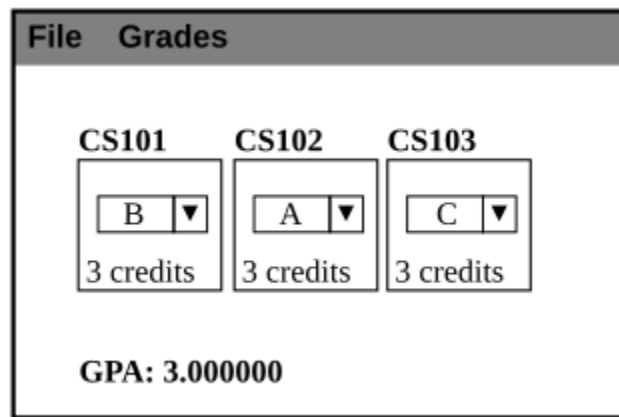 File Grades
CS101 CS102 CS103
B ▼ A ▼ C ▼
3 credits 3 credits 3 credits
GPA: 3.000000